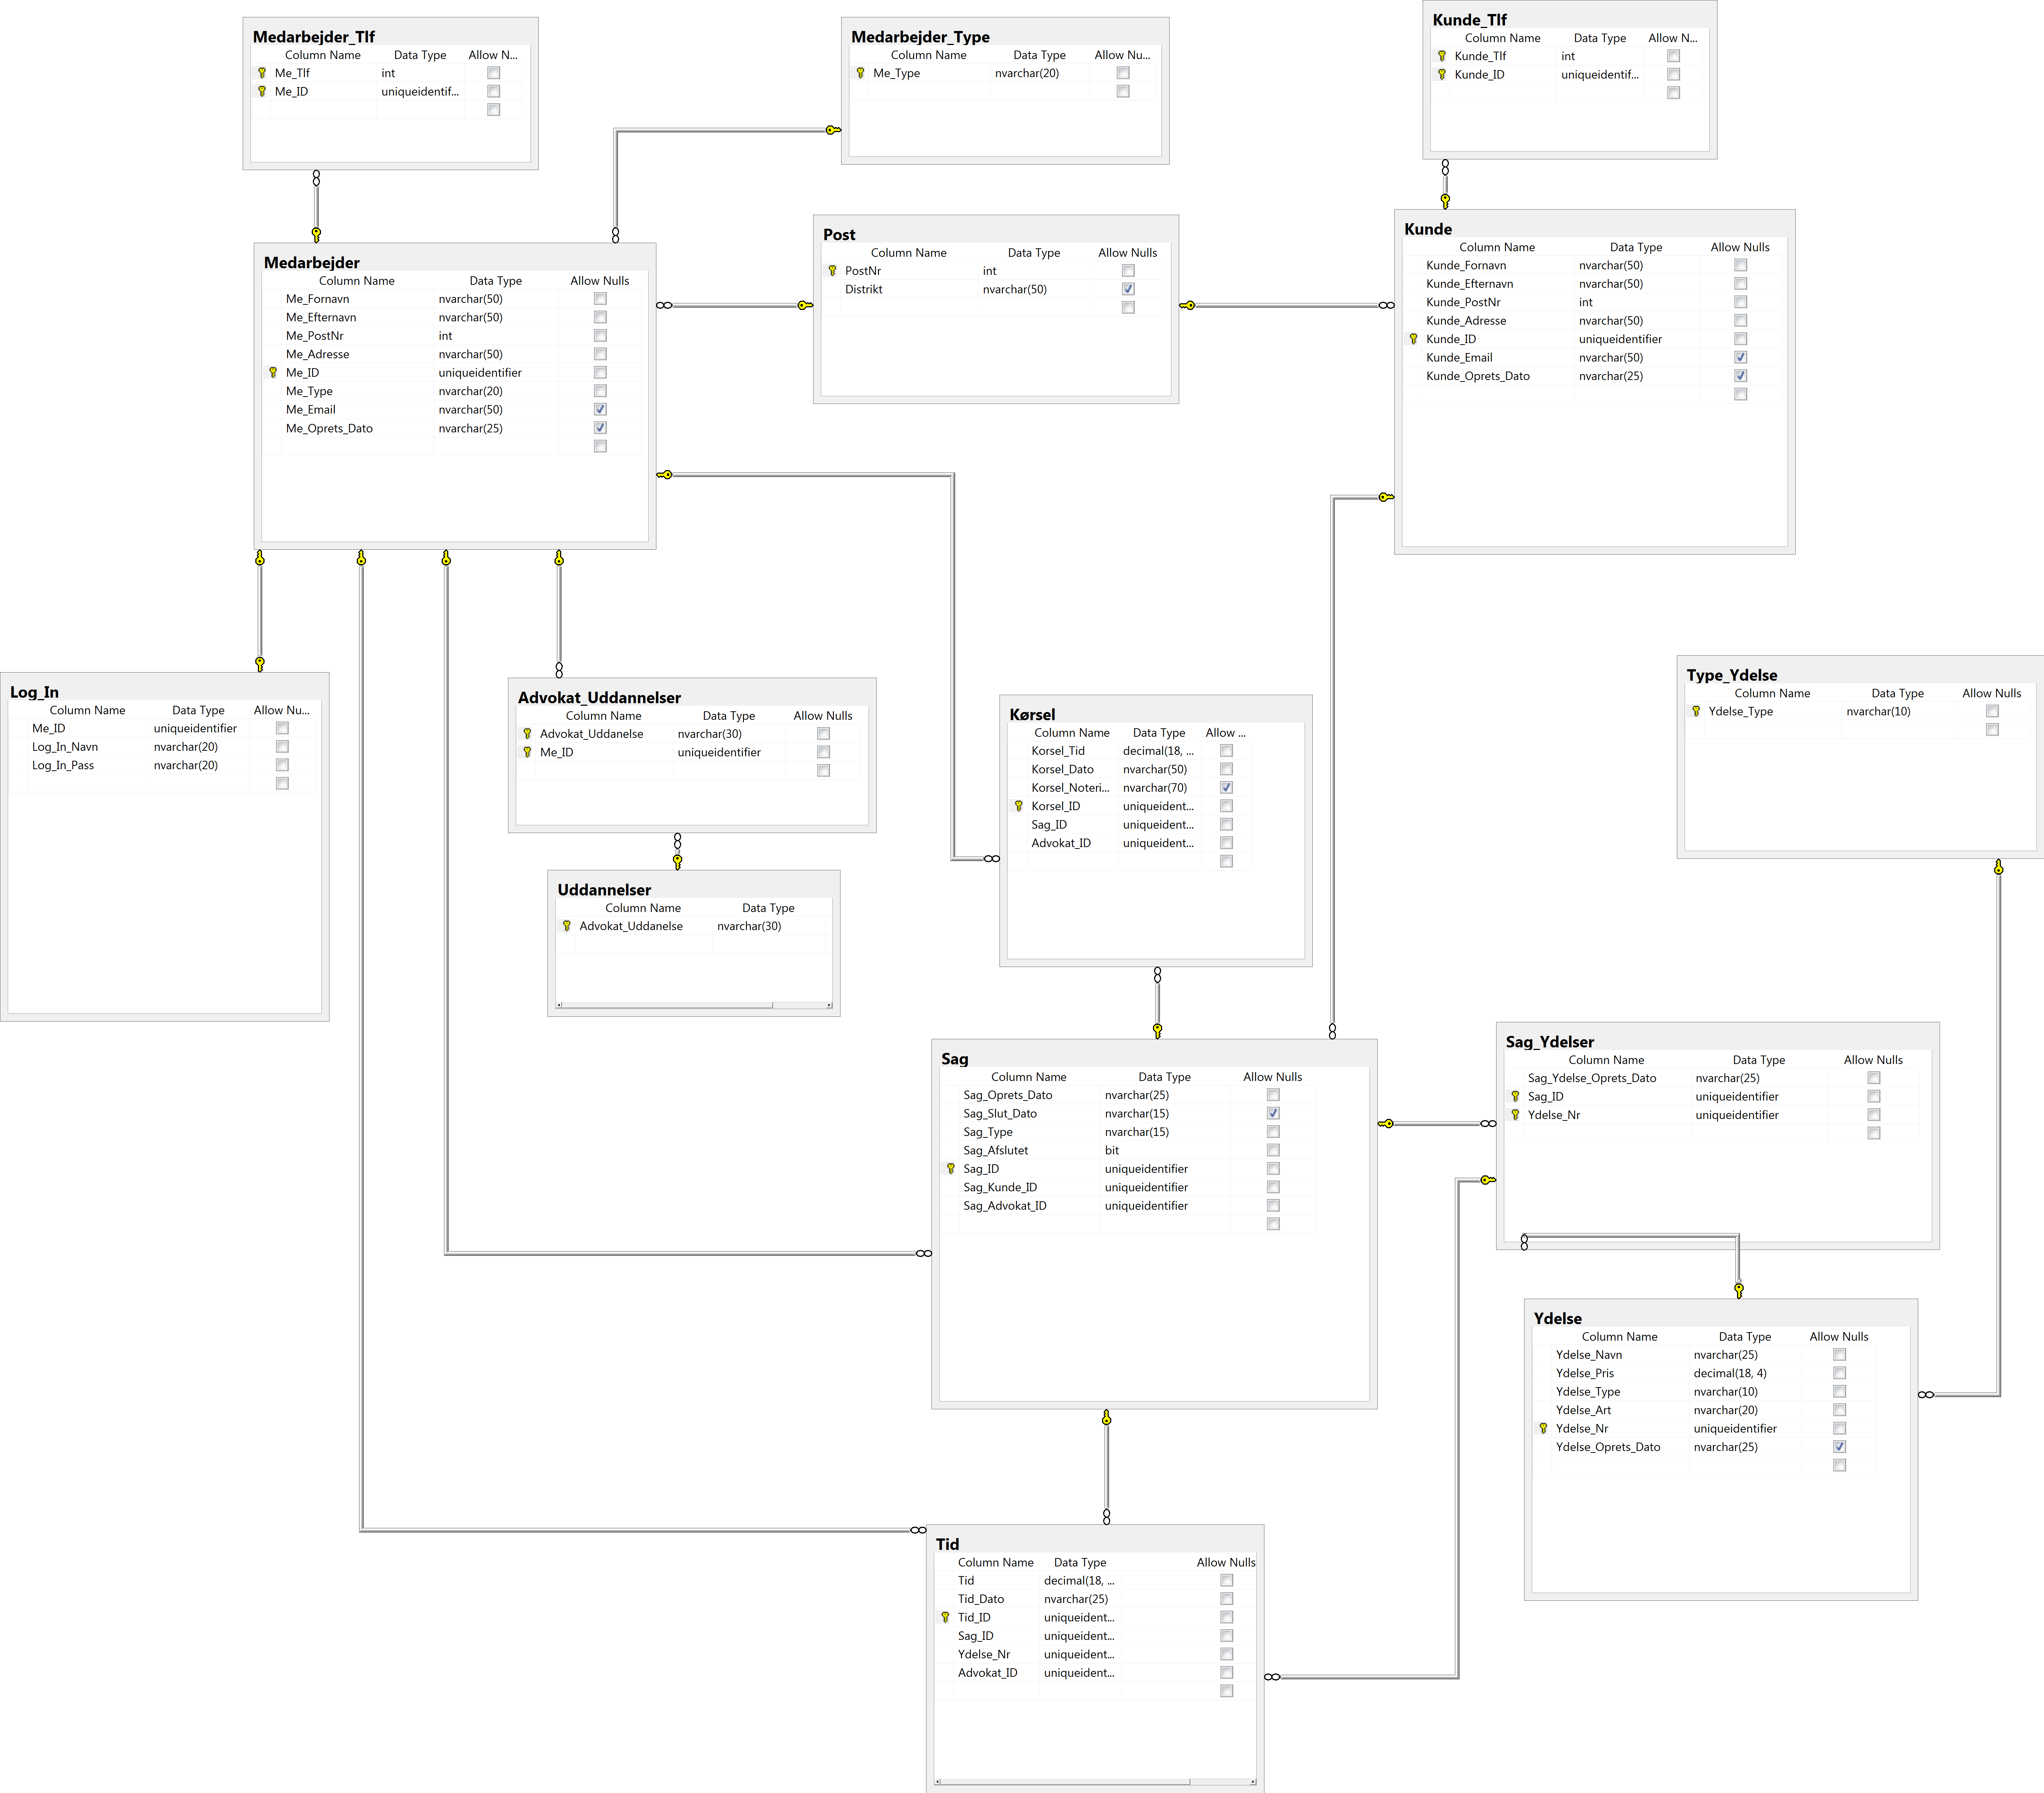 Medarbejder_Tlf
Column Name Data Type Allow N...
Me_Tlf int
Me_ID uniqueidentif...
Medarbejder_Type
Column Name Data Type Allow Nu...
Me_Type nvarchar(20)
Kunde_Tlf
Column Name Data Type Allow N...
Kunde_Tlf int
Kunde_ID uniqueidentif...
Medarbejder
Column Name Data Type Allow Nulls
Me_Fornavn nvarchar(50)
Me_Efternavn nvarchar(50)
Me_PostNr int
Me_Adresse nvarchar(50)
Me_ID uniqueidentifier
Me_Type nvarchar(20)
Me_Email nvarchar(50)
Me_Oprets_Dato nvarchar(25)
Post
Column Name Data Type Allow Nulls
PostNr int
Distrikt nvarchar(50)
Kunde
Column Name Data Type Allow Nulls
Kunde_Fornavn nvarchar(50)
Kunde_Efternavn nvarchar(50)
Kunde_PostNr int
Kunde_Adresse nvarchar(50)
Kunde_ID uniqueidentifier
Kunde_Email nvarchar(50)
Kunde_Oprets_Dato nvarchar(25)
Log_In
Column Name Data Type Allow Nu...
Me_ID uniqueidentifier
Log_In_Navn nvarchar(20)
Log_In_Pass nvarchar(20)
Advokat_Uddannelser
Column Name Data Type Allow Nulls
Advokat_Uddanelse nvarchar(30)
Me_ID uniqueidentifier
Uddannelser
Column Name Data Type
Advokat_Uddanelse nvarchar(30)
Kørsel
Column Name Data Type Allow ...
Korsel_Tid decimal(18, ...
Korsel_Dato nvarchar(50)
Korsel_Noteri... nvarchar(70)
Korsel_ID uniqueident...
Sag_ID uniqueident...
Advokat_ID uniqueident...
Type_Ydelse
Column Name Data Type Allow Nulls
Ydelse_Type nvarchar(10)
Sag
Column Name Data Type Allow Nulls
Sag_Oprets_Dato nvarchar(25)
Sag_Slut_Dato nvarchar(15)
Sag_Type nvarchar(15)
Sag_Afslutet bit
Sag_ID uniqueidentifier
Sag_Kunde_ID uniqueidentifier
Sag_Advokat_ID uniqueidentifier
Sag_Ydelser
Column Name Data Type Allow Nulls
Sag_Ydelse_Oprets_Dato nvarchar(25)
Sag_ID uniqueidentifier
Ydelse_Nr uniqueidentifier
Ydelse
Column Name Data Type Allow Nulls
Ydelse_Navn nvarchar(25)
Ydelse_Pris decimal(18, 4)
Ydelse_Type nvarchar(10)
Ydelse_Art nvarchar(20)
Ydelse_Nr uniqueidentifier
Ydelse_Oprets_Dato nvarchar(25)
Tid
Column Name Data Type Allow Nulls
Tid decimal(18, ...
Tid_Dato nvarchar(25)
Tid_ID uniqueident...
Sag_ID uniqueident...
Ydelse_Nr uniqueident...
Advokat_ID uniqueident...